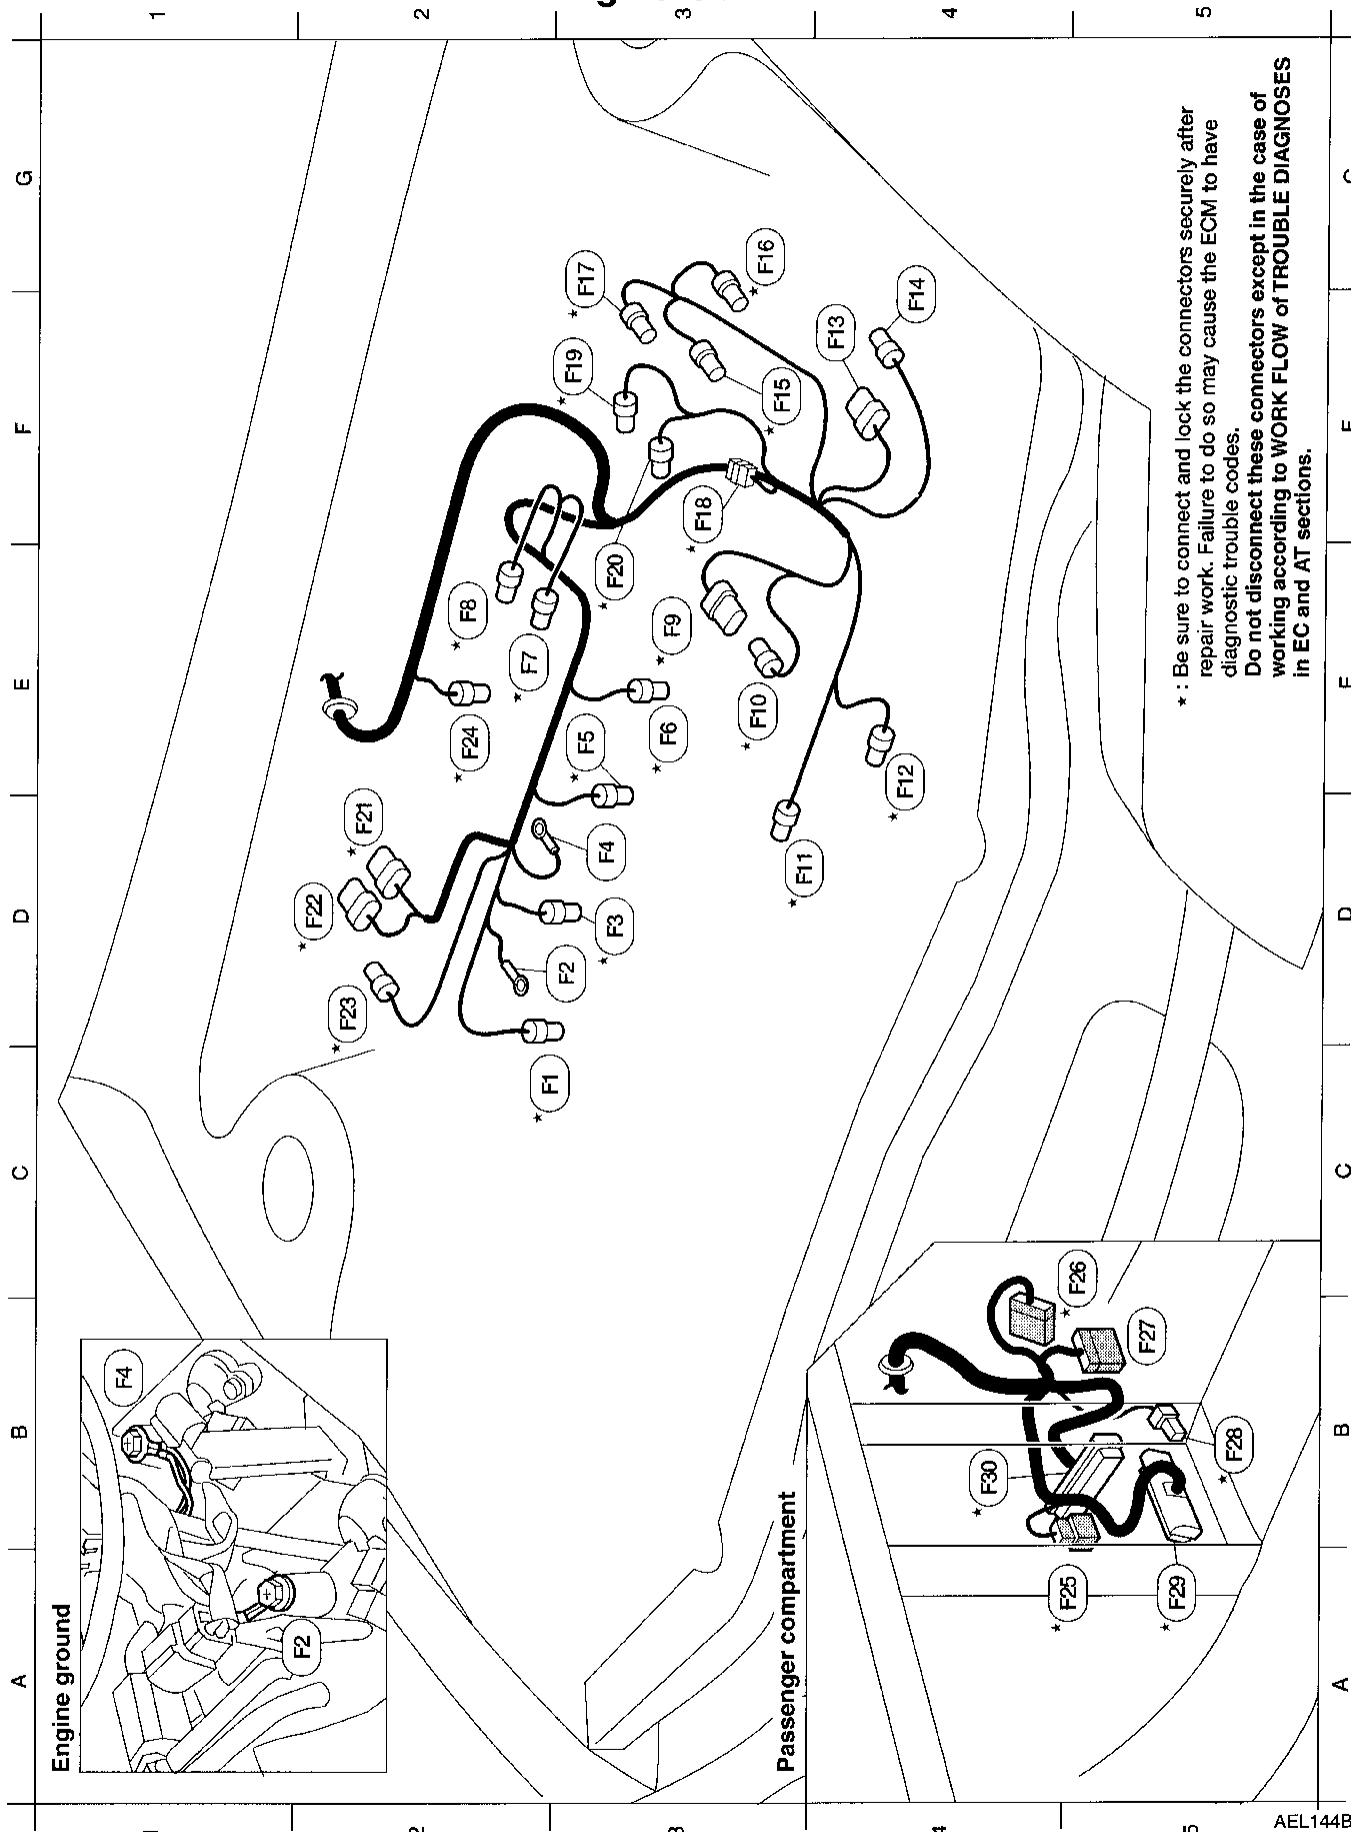 1
2
3
4
5
G
F
E
D
C
B
A
Engine ground
F4
F2
Passenger compartment
F26
F27
F28
F30
F25
F29
F17
F16
F19
F15
F13
F14
F18
F20
F8
F7
F9
F10
F24
F5
F6
F12
F21
F22
F4
F11
F3
F2
F23
F1
★ : Be sure to connect and lock the connectors securely after
repair work. Failure to do so may cause the ECM to have
diagnostic trouble codes.
Do not disconnect these connectors except in the case of
working according to WORK FLOW of TROUBLE DIAGNOSES
in EC and AT sections.
D
B
A
AEL144B